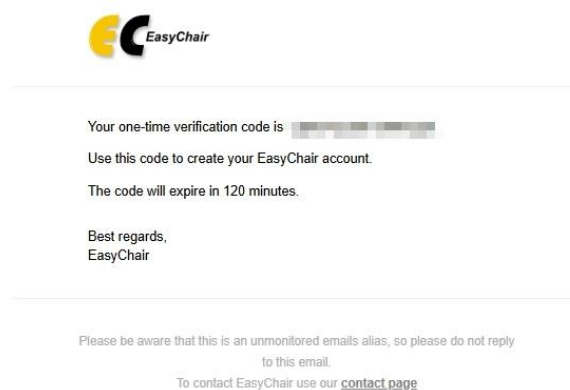 EC EasyChair
Your one-time verification code is
Use this code to create your EasyChair account.
The code will expire in 120 minutes.
Best regards,
EasyChair
Please be aware that this is an unmonitored emails alias, so please do not reply
to this email.
To contact EasyChair use our contact page